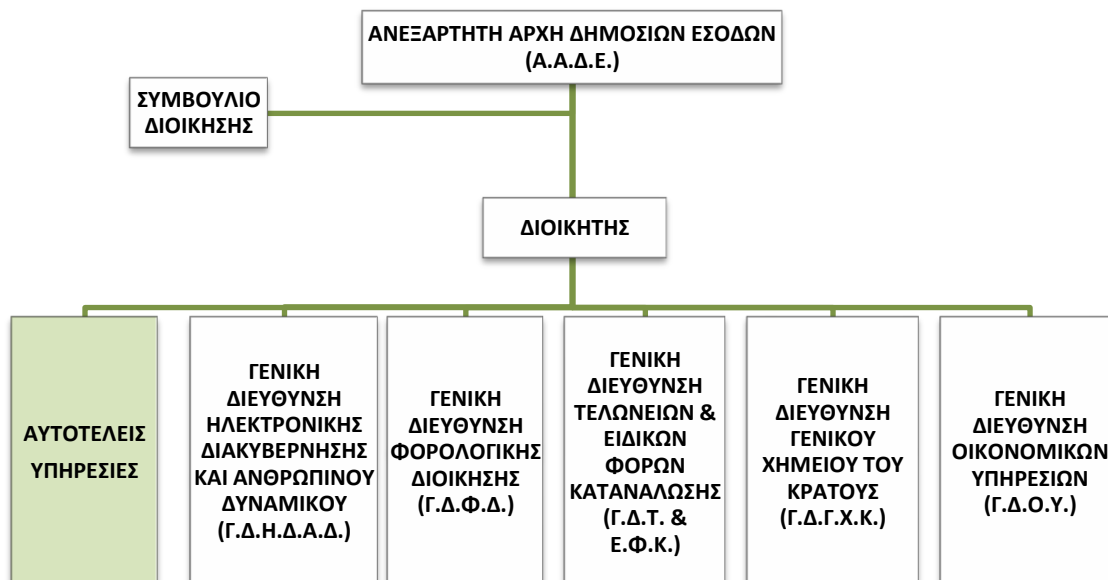 ΑΝΕΞΑΡΤΗΤΗ ΑΡΧΗ ΔΗΜΟΣΙΩΝ ΕΣΟΔΩΝ
(Α.Α.Δ.Ε.)
ΣΥΜΒΟΥΛΙΟ
ΔΙΟΙΚΗΣΗΣ
ΔΙΟΙΚΗΤΗΣ
ΑΥΤΟΤΕΛΕΙΣ
ΥΠΗΡΕΣΙΕΣ
ΓΕΝΙΚΗ
ΔΙΕΥΘΥΝΣΗ
ΗΛΕΚΤΡΟΝΙΚΗΣ
ΔΙΑΚΥΒΕΡΝΗΣΗΣ
ΚΑΙ ΑΝΘΡΩΠΙΝΟΥ
ΔΥΝΑΜΙΚΟΥ
(Γ.Δ.Η.Δ.Α.Δ.)
ΓΕΝΙΚΗ
ΔΙΕΥΘΥΝΣΗ
ΦΟΡΟΛΟΓΙΚΗΣ
ΔΙΟΙΚΗΣΗΣ
(Γ.Δ.Φ.Δ.)
ΓΕΝΙΚΗ
ΔΙΕΥΘΥΝΣΗ
ΤΕΛΩΝΕΙΩΝ &
ΕΙΔΙΚΩΝ
ΦΟΡΩΝ
ΚΑΤΑΝΑΛΩΣΗΣ
(Γ.Δ.Τ. &
Ε.Φ.Κ.)
ΓΕΝΙΚΗ
ΔΙΕΥΘΥΝΣΗ
ΓΕΝΙΚΟΥ
ΧΗΜΕΙΟΥ ΤΟΥ
ΚΡΑΤΟΥΣ
(Γ.Δ.Γ.Χ.Κ.)
ΓΕΝΙΚΗ
ΔΙΕΥΘΥΝΣΗ
ΟΙΚΟΝΟΜΙΚΩΝ
ΥΠΗΡΕΣΙΩΝ
(Γ.Δ.Ο.Υ.)